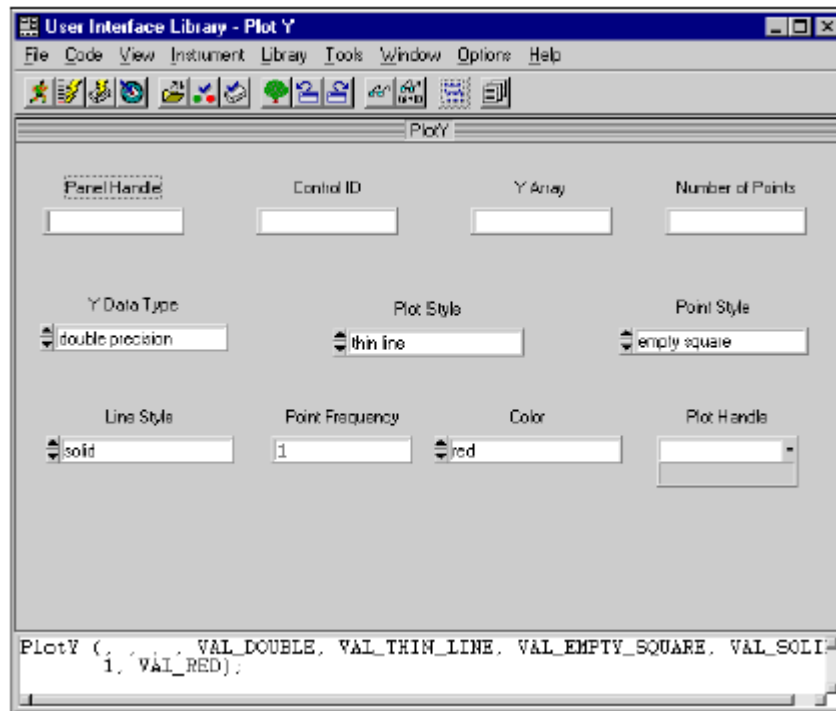 User Interface Library - Plot Y
File Code View Instrument Library Tools Window Options Help
PlotY
Panel Handle Control ID Y Array Number of Points
Y Data Type Plot Style Point Style
double precision thin line empty square
Line Style Point Frequency Color Plot Handle
solid 1 red
PlotY (, , , , VAL_DOUBLE, VAL_THIN_LINE, VAL_EMPTY_SQUARE, VAL_SOLI
1, VAL_RED);